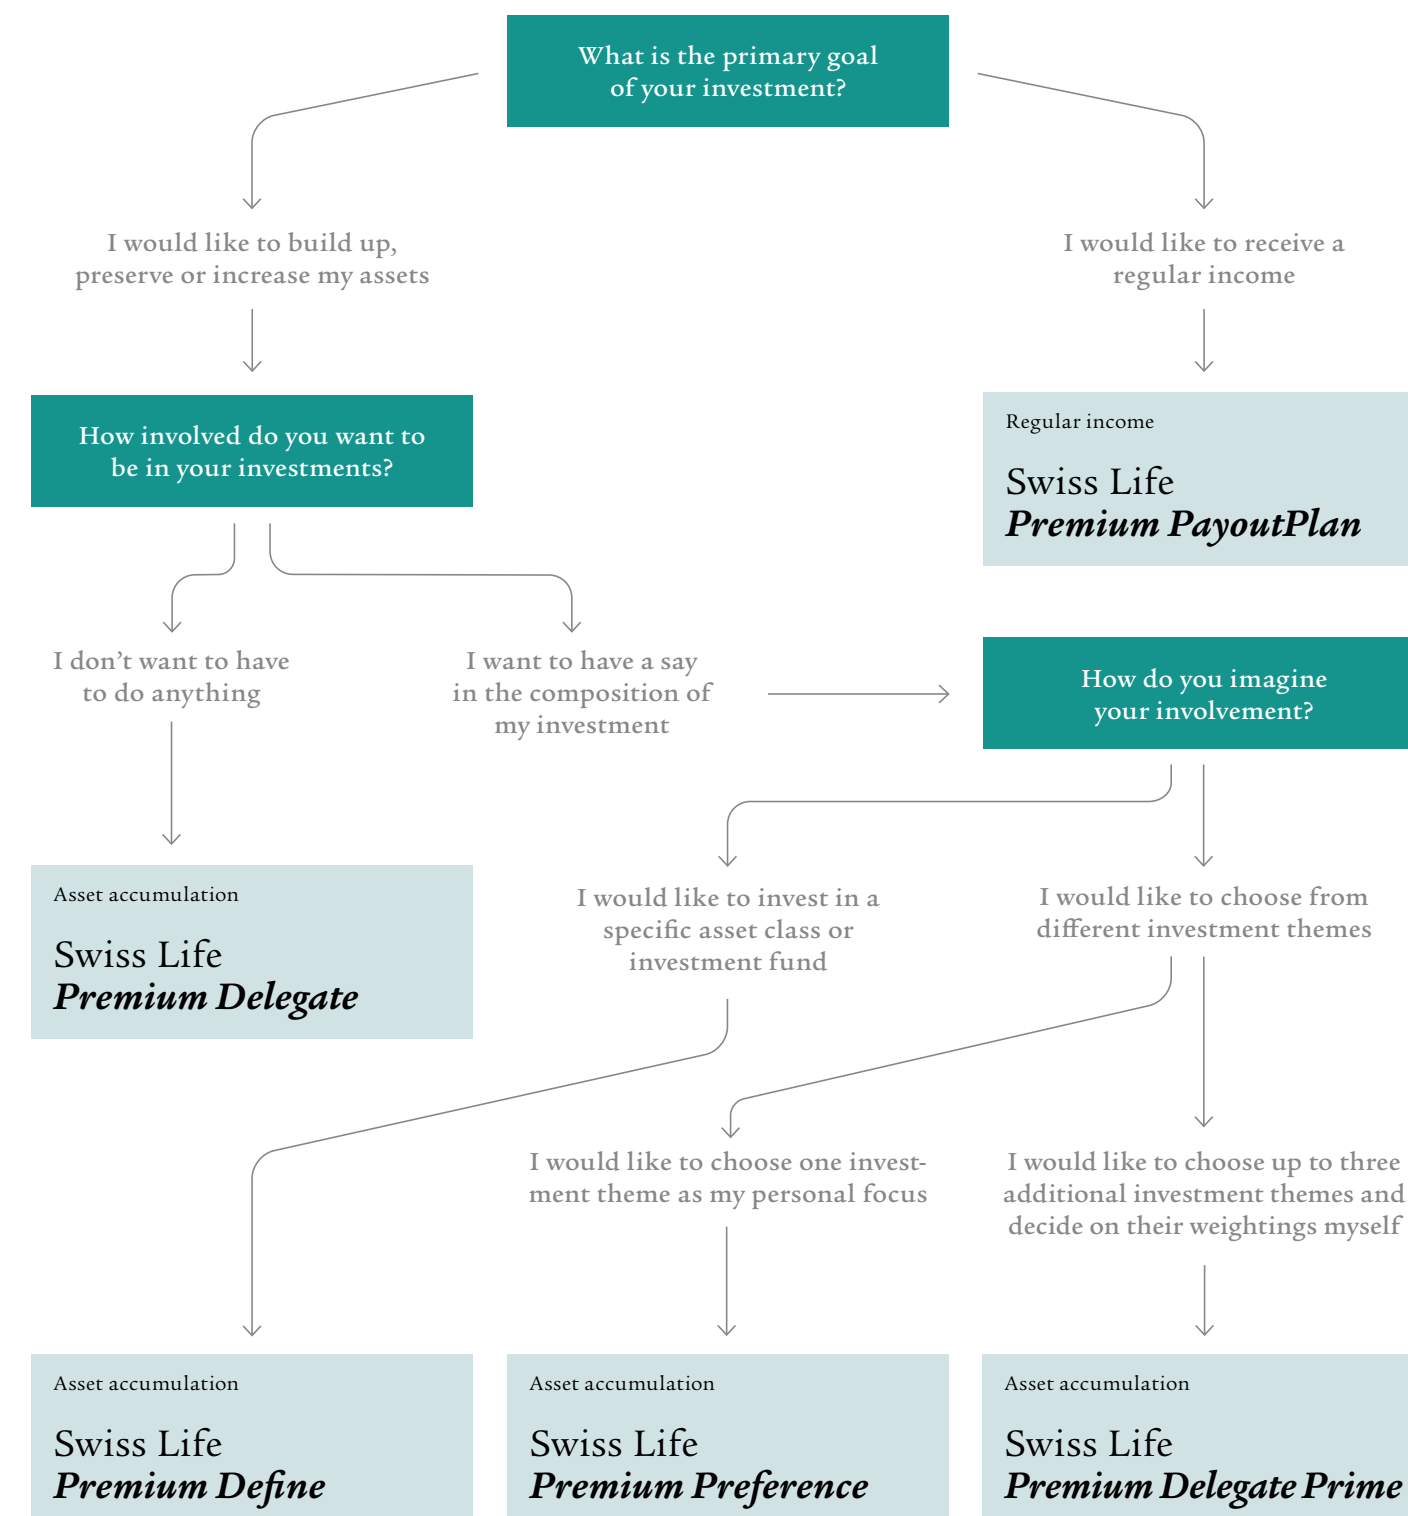 What is the primary goal
of your investment?
I would like to build up,
preserve or increase my assets
I would like to receive a
regular income
How involved do you want to
be in your investments?
Regular income
Swiss Life
Premium PayoutPlan
I don’t want to have
to do anything
I want to have a say
in the composition of
my investment
How do you imagine
your involvement?
Asset accumulation
Swiss Life
Premium Delegate
I would like to invest in a
specific asset class or
investment fund
I would like to choose from
different investment themes
I would like to choose one invest-
ment theme as my personal focus
I would like to choose up to three
additional investment themes and
decide on their weightings myself
Asset accumulation
Swiss Life
Premium Define
Asset accumulation
Swiss Life
Premium Preference
Asset accumulation
Swiss Life
Premium Delegate Prime